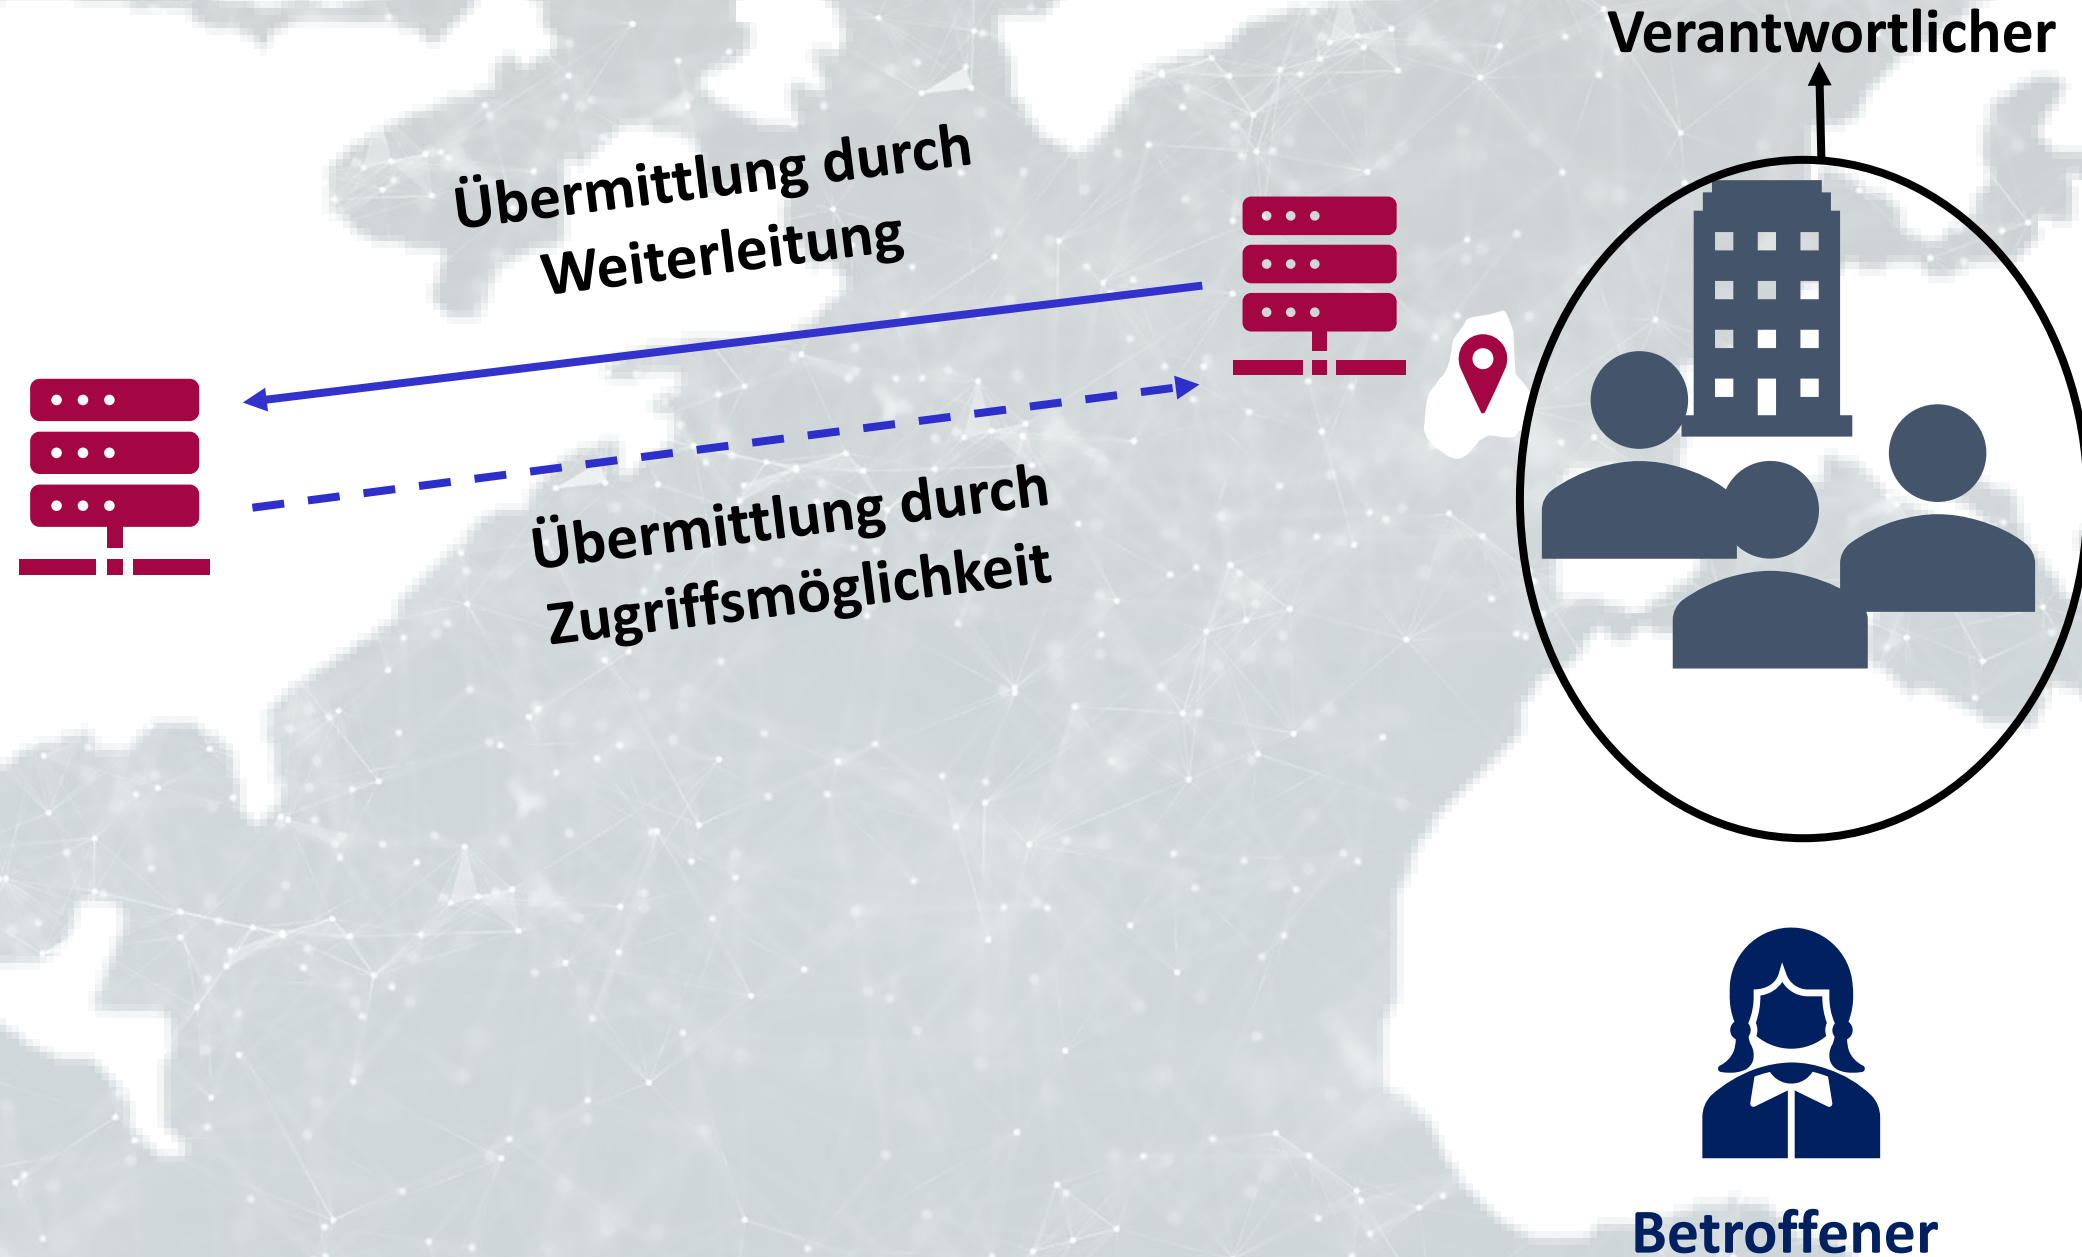 Verantwortlicher
Übermittlung durch
Weiterleitung
Übermittlung durch
Zugriffsmöglichkeit
Betroffener